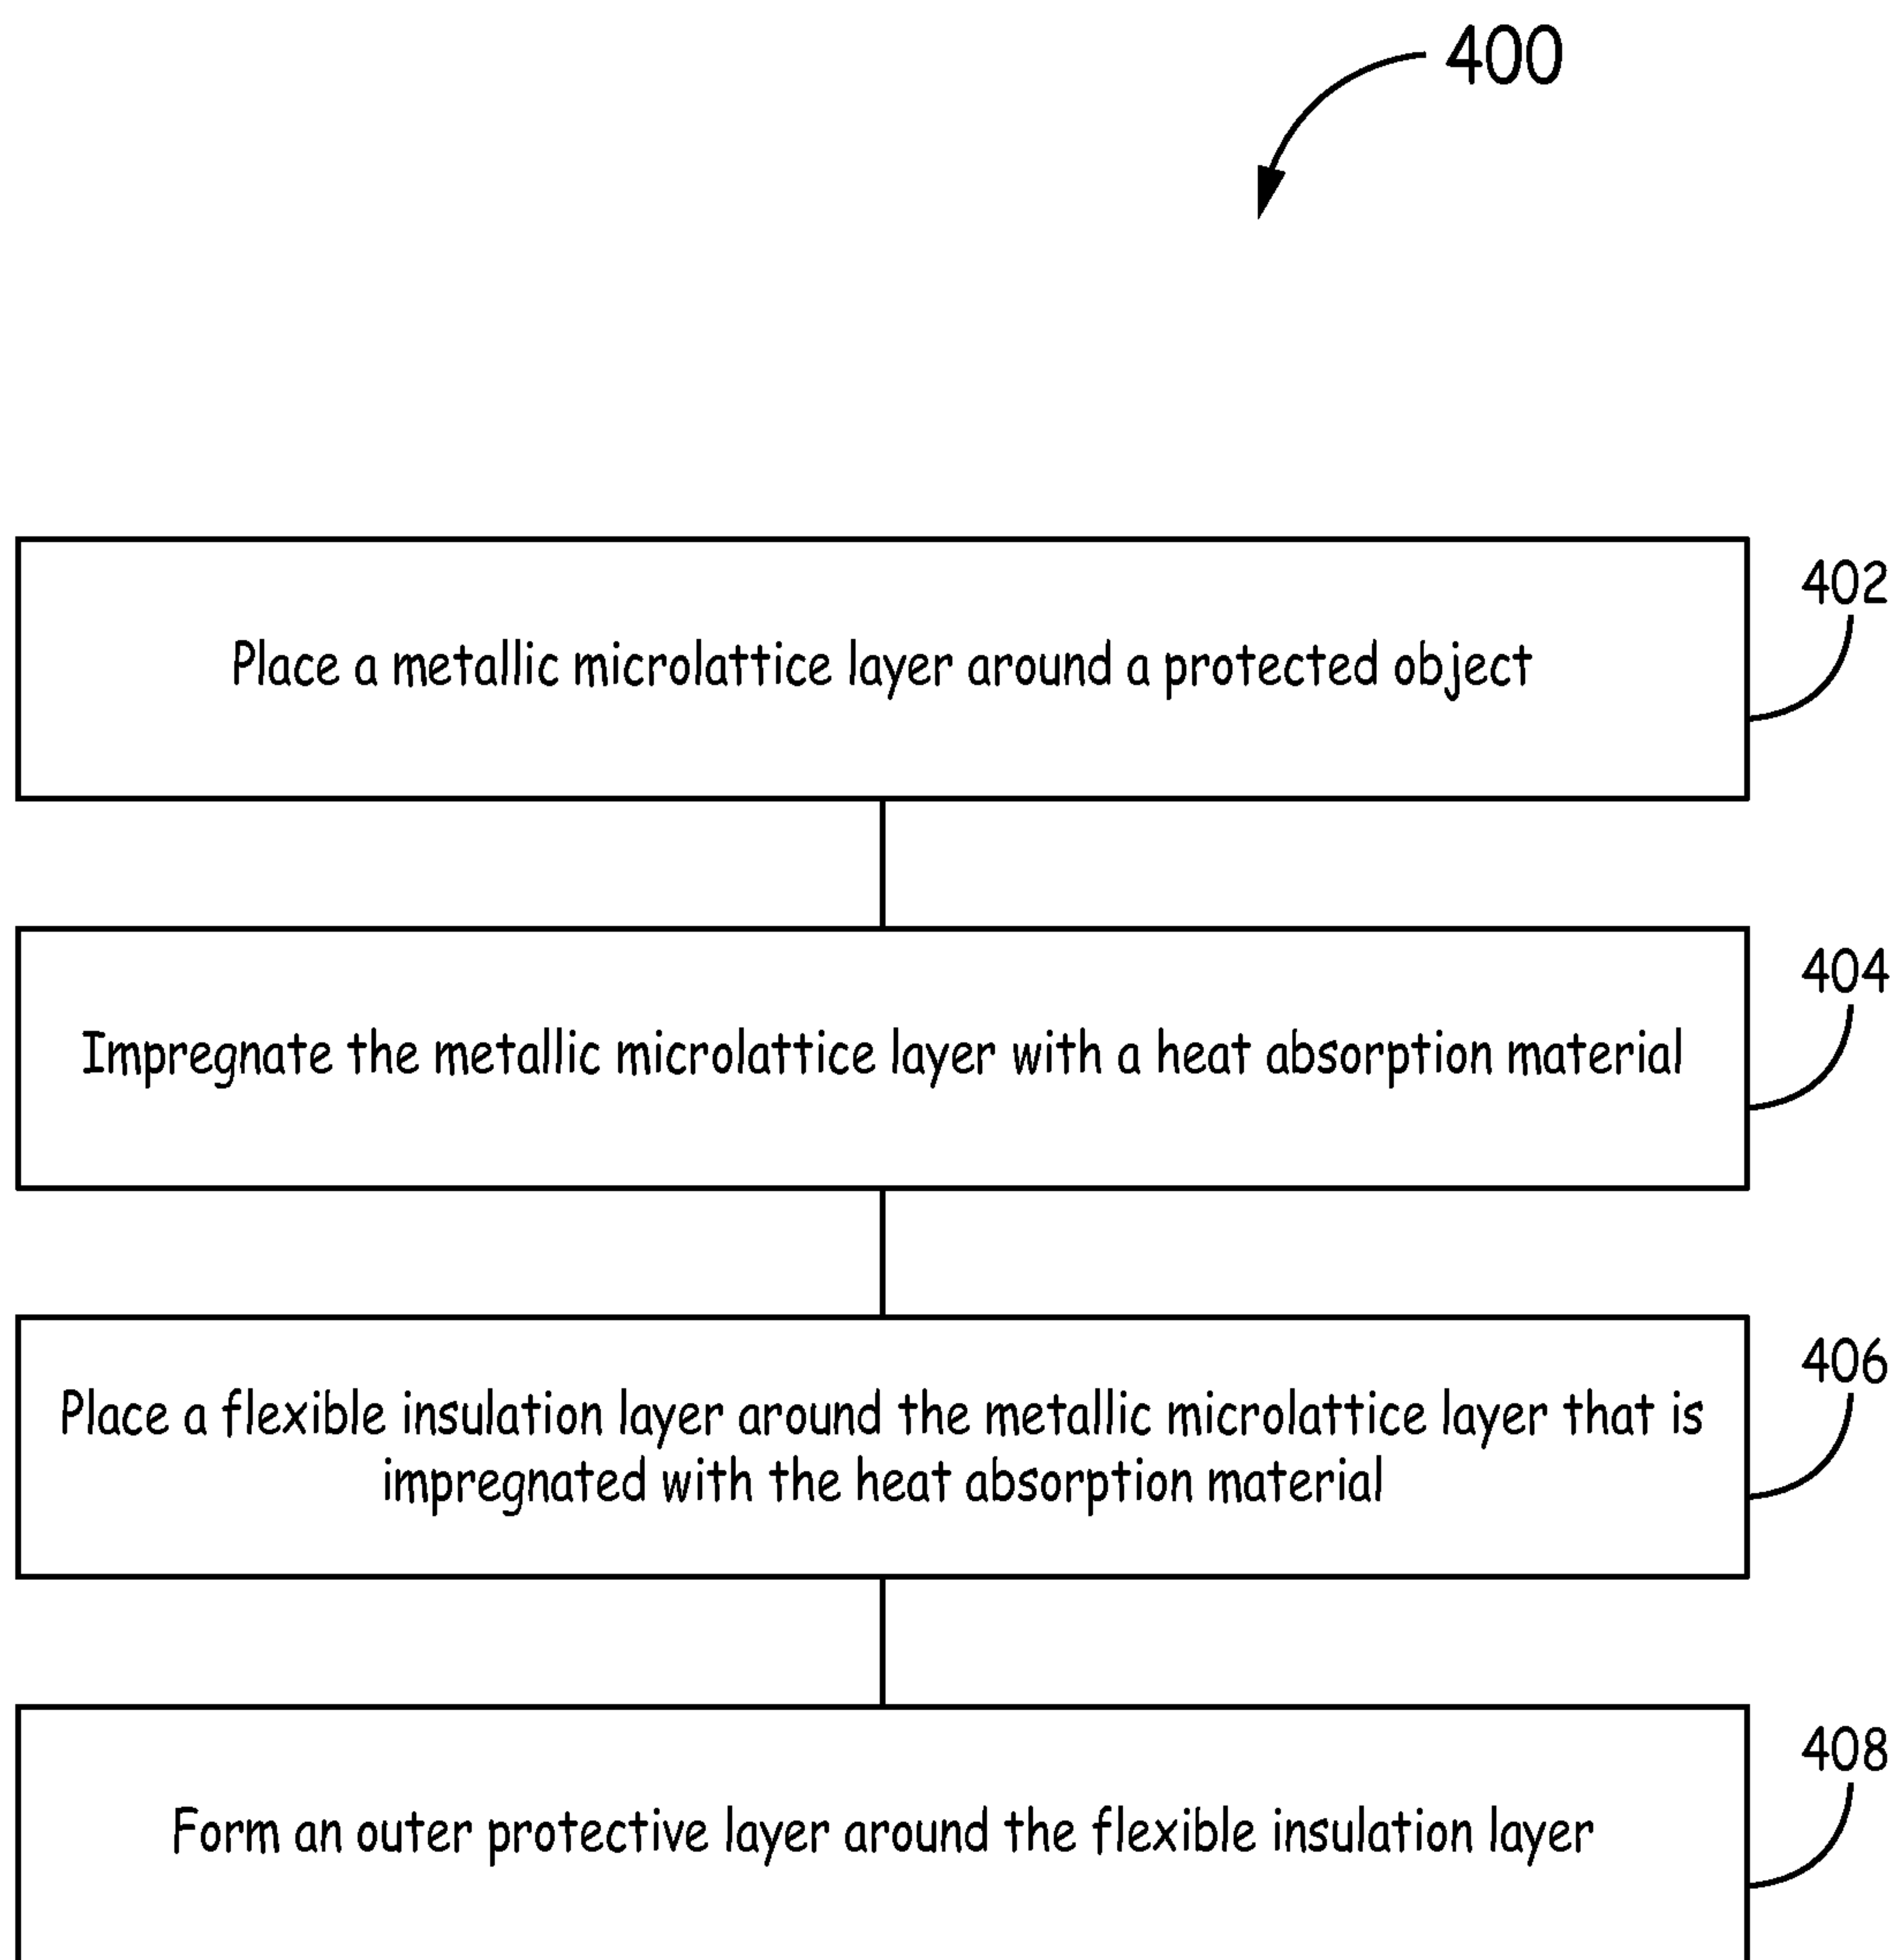 400
402
Place a metallic microlattice layer around a protected object
404
Impregnate the metallic microlattice layer with a heat absorption material
406
Place a flexible insulation layer around the metallic microlattice layer that is
impregnated with the heat absorption material
408
Form an outer protective layer around the flexible insulation layer